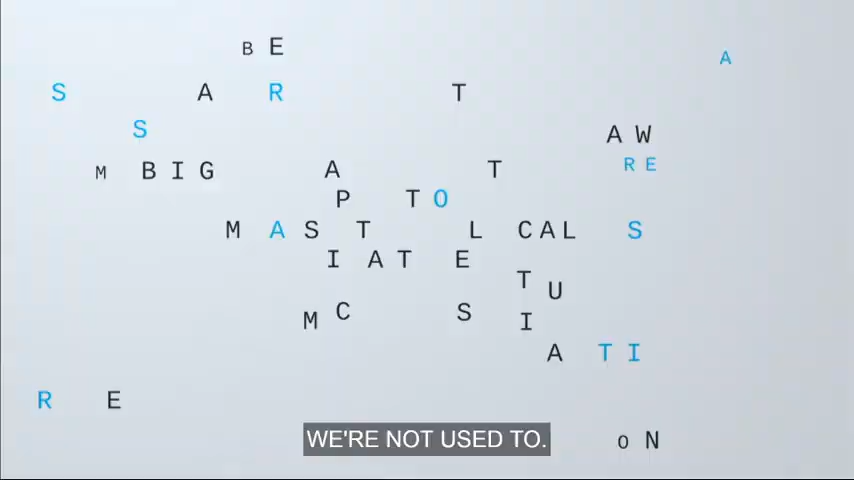 B E
A
S A R T
S
A W
M B I G A T
R E
P T O
M A S T L C A L S
I A T E
T U
M C S I
A T I
R E
WE'RE NOT USED TO.
O N